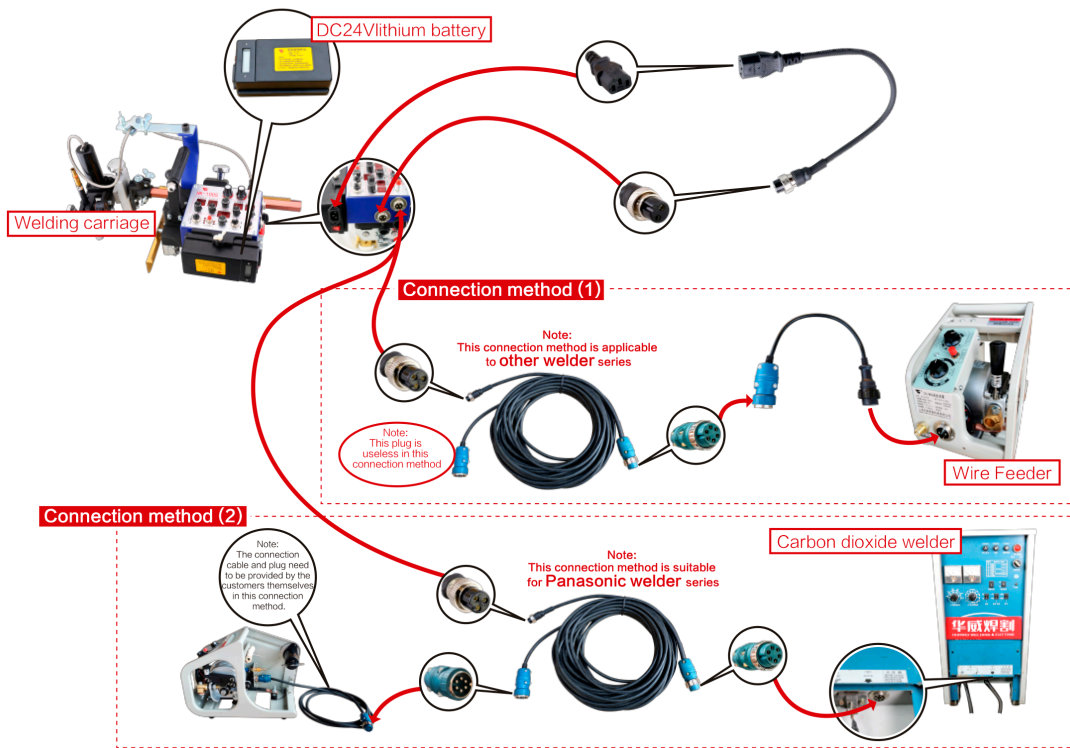 DC24Vlithium battery
Welding carriage
Connection method (1)
Note:
This connection method is applicable
to other welder series
Note:
This plug is
useless in this
connection method
Wire Feeder
Connection method (2)
Note:
The connection
cable and plug need
to be provided by the
customers themselves
in this connection
method.
Note:
This connection method is suitable
for Panasonic welder series
Carbon dioxide welder
华威焊割